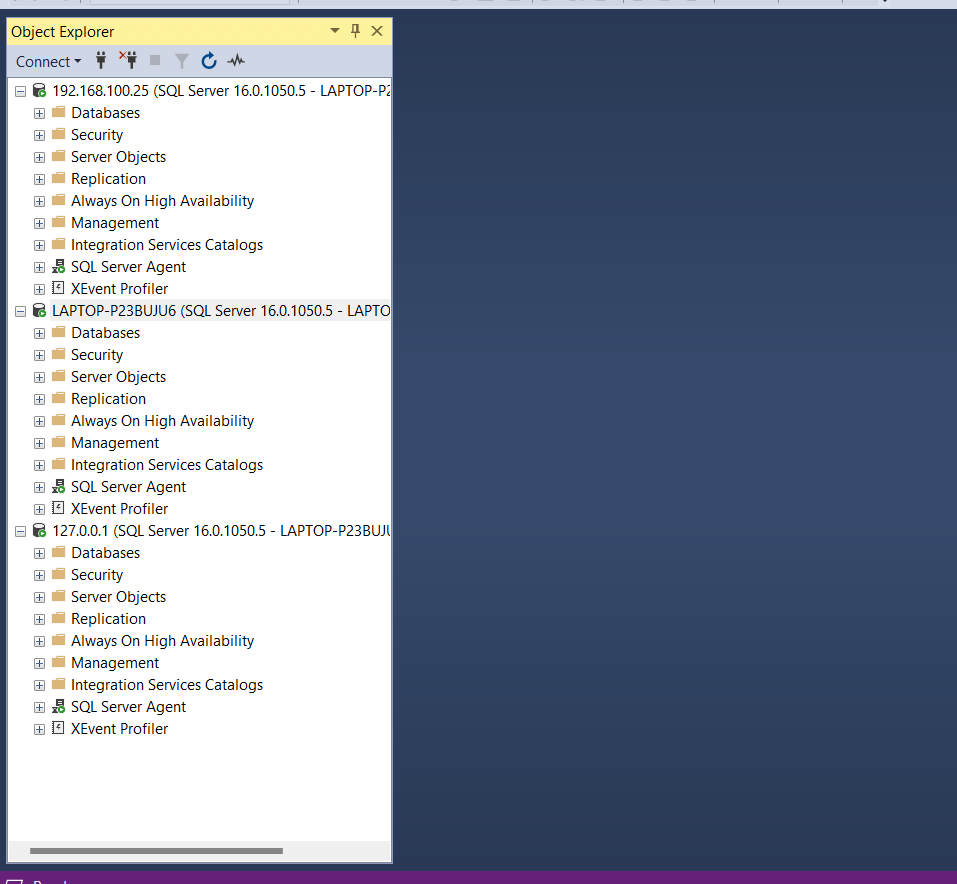 Object Explorer
Connect
192.168.100.25 (SQL Server 16.0.1050.5 - LAPTOP-P2
Databases
Security
Server Objects
Replication
Always On High Availability
Management
Integration Services Catalogs
SQL Server Agent
XEvent Profiler
LAPTOP-P23BUJU6 (SQL Server 16.0.1050.5 - LAPTO
Databases
Security
Server Objects
Replication
Always On High Availability
Management
Integration Services Catalogs
SQL Server Agent
XEvent Profiler
127.0.0.1 (SQL Server 16.0.1050.5 - LAPTOP-P23BUJU
Databases
Security
Server Objects
Replication
Always On High Availability
Management
Integration Services Catalogs
SQL Server Agent
XEvent Profiler